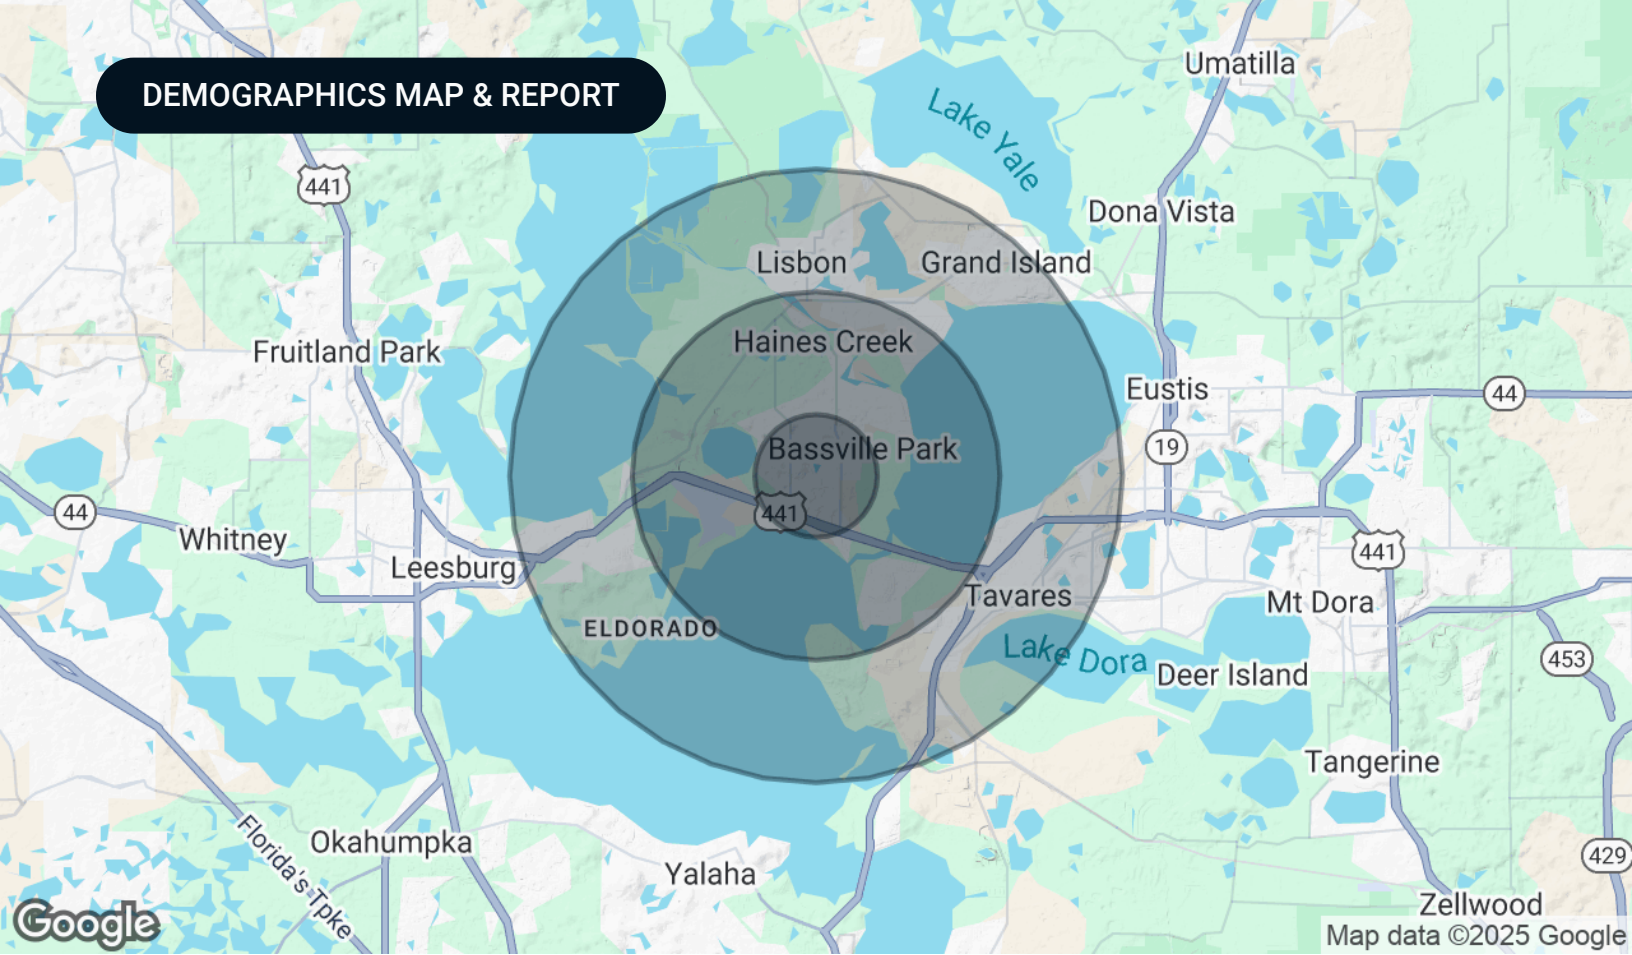 DEMOGRAPHICS MAP & REPORT
Umatilla
Lake Yale
441
Dona Vista
Lisbon
Grand Island
Haines Creek
Fruitland Park
Eustis
44
19
Bassville Park
44
441
Whitney
441
Leesburg
Tavares
Mt Dora
ELDORADO
Lake Dora
453
Deer Island
Tangerine
Okahumpka
Florida's Tpke
429
Yalaha
Zellwood
Google
Map data ©2025 Google